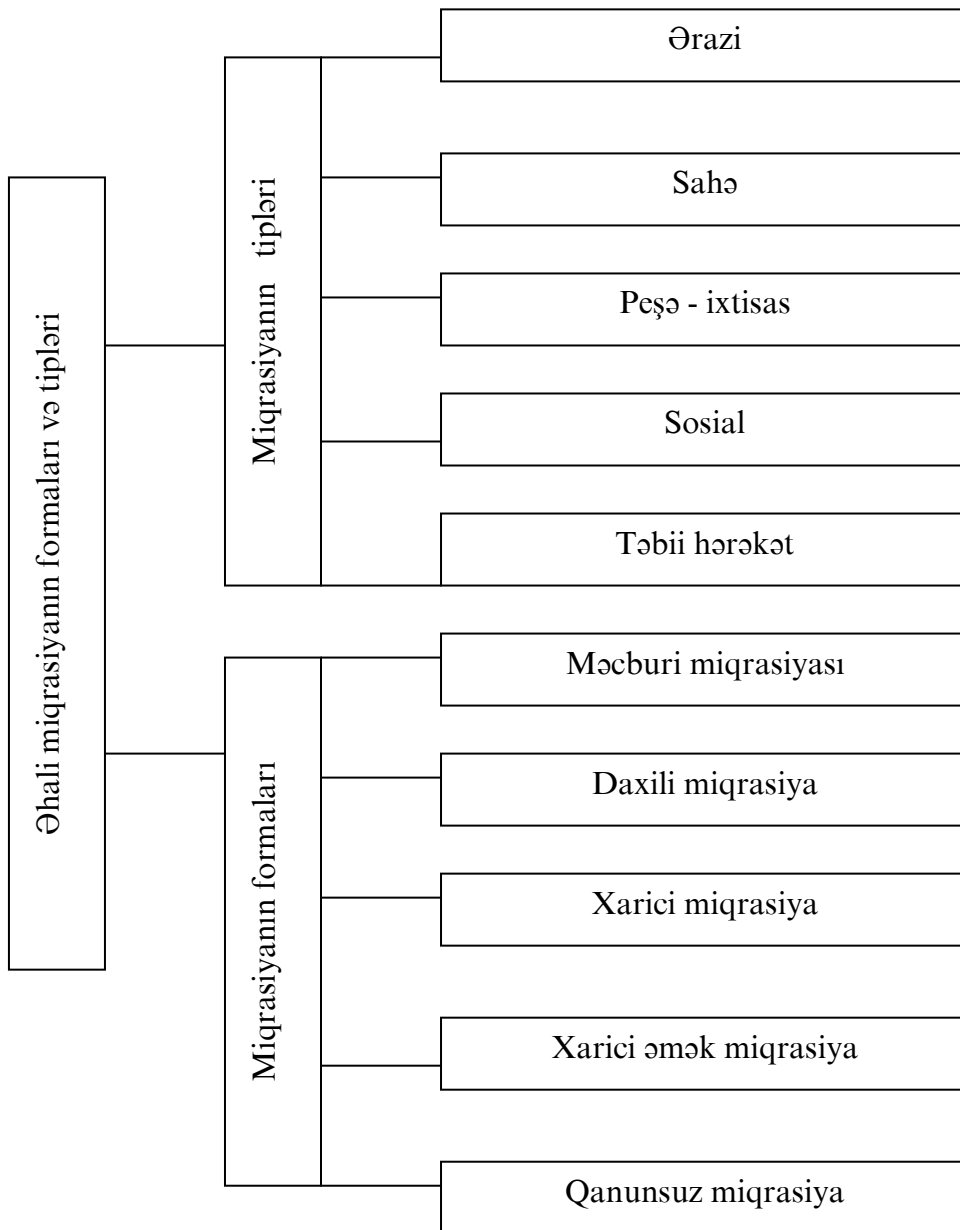 Əhali miqrasiyanın formaları və tipləri
Miqrasiyanın tipləri
Ərazi
Sahə
Peşə - ixtisas
Sosial
Təbii hərəkət
Miqrasiyanın formaları
Məcburi miqrasiyası
Daxili miqrasiya
Xarici miqrasiya
Xarici əmək miqrasiya
Qanunsuz miqrasiya